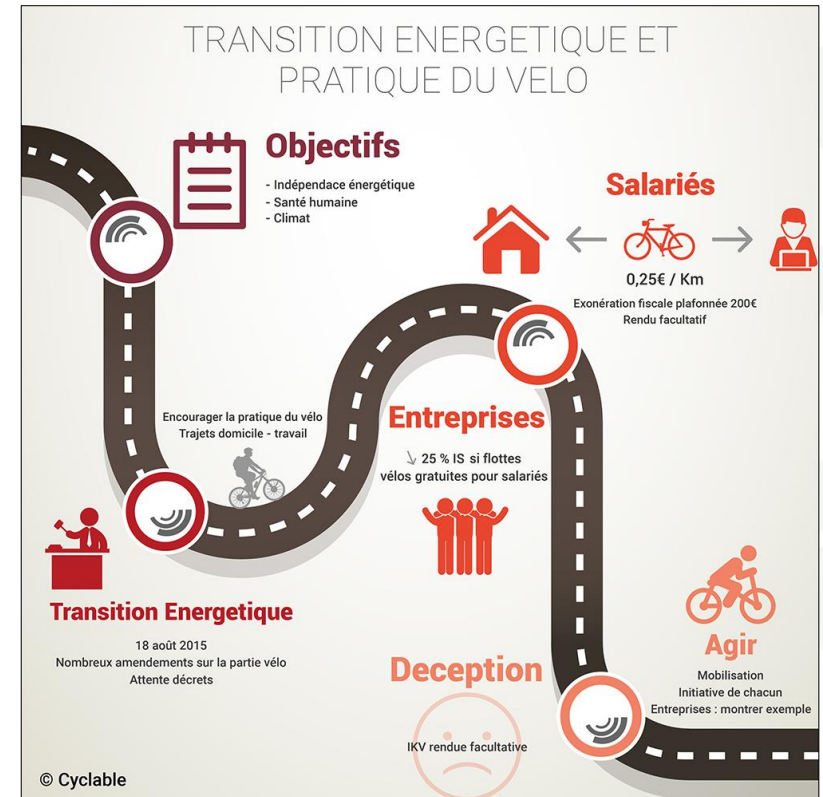 TRANSITION ENERGETIQUE ET
PRATIQUE DU VELO
Objectifs
- Indépendace énergétique
- Santé humaine
- Climat
Salariés
0,25€ / Km
Exonération fiscale plafonnée 200€
Rendu facultatif
Encourager la pratique du vélo
Trajets domicile - travail
Entreprises
↘ 25 % IS si flottes
vélos gratuites pour salariés
Transition Energetique
18 août 2015
Nombreux amendements sur la partie vélo
Attente décrets
Deception
IKV rendue facultative
Agir
Mobilisation
Initiative de chacun
Entreprises : montrer exemple
© Cyclable